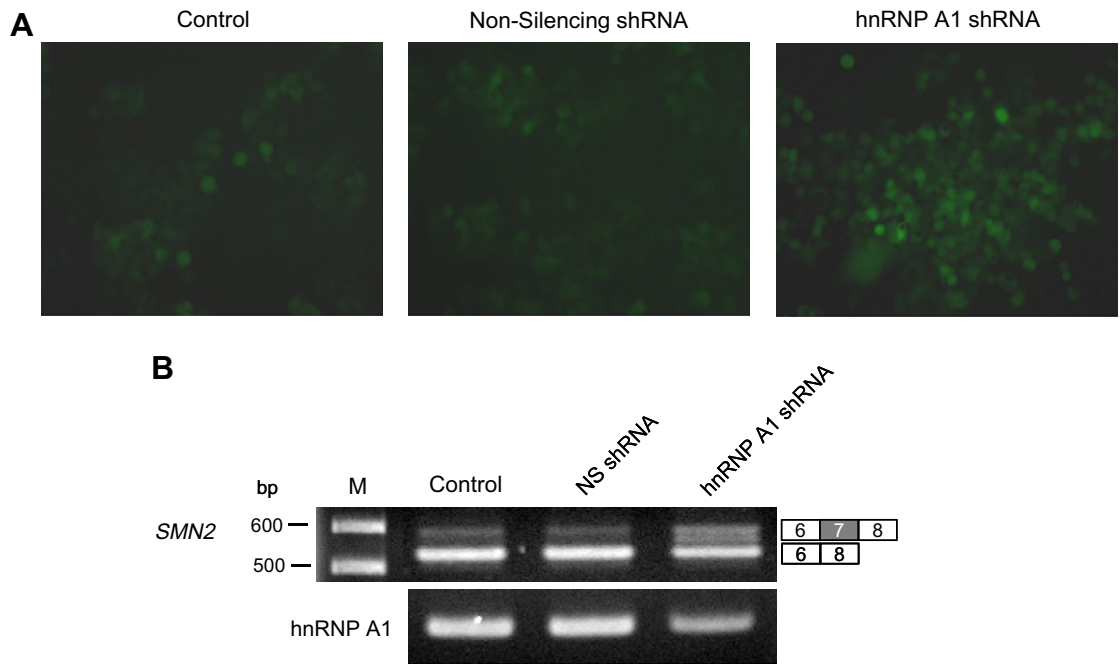 A
Control
Non-Silencing shRNA
hnRNP A1 shRNA
B
bp
M
Control
NS shRNA
hnRNP A1 shRNA
SMN2
600
500
6 7 8
6 8
hnRNP A1